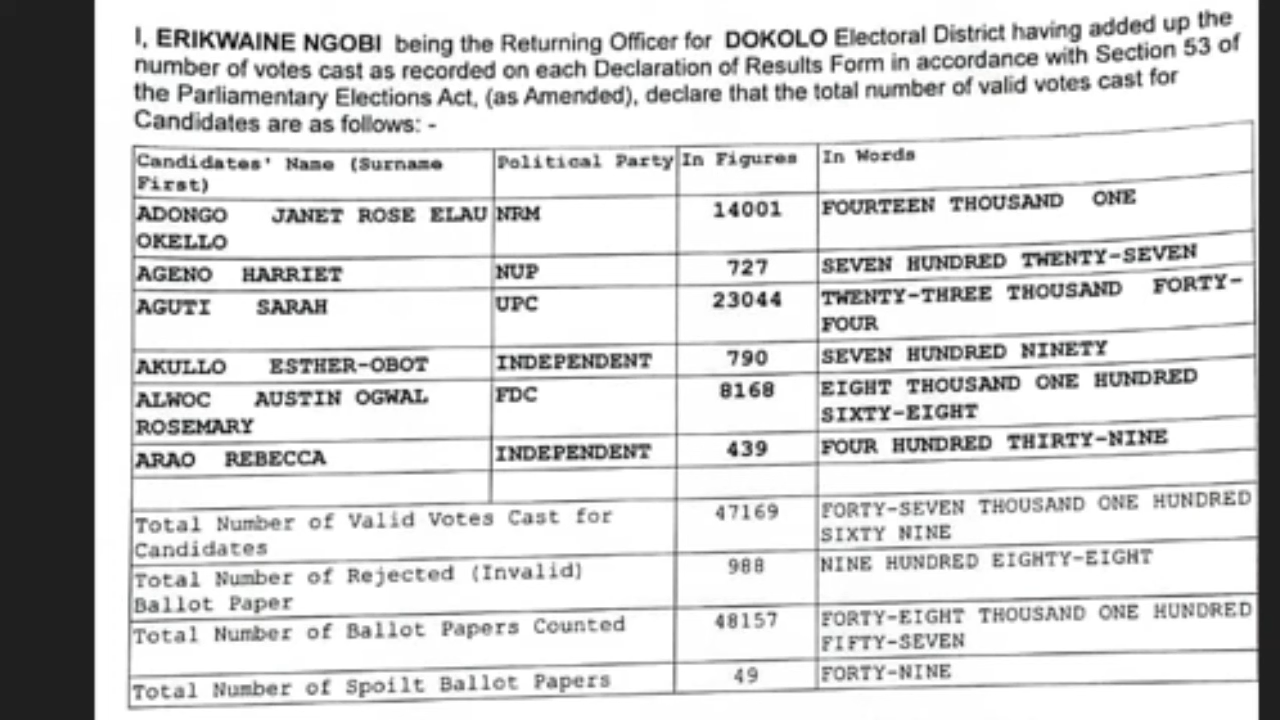 I, ERIKWAINE NGOBI being the Returning Officer for DOKOLO Electoral District having added up the
number of votes cast as recorded on each Declaration of Results Form in accordance with Section 53 of
the Parliamentary Elections Act, (as Amended), declare that the total number of valid votes cast for
Candidates are as follows: -
Candidates' Name (Surname First) Political Party In Figures In Words
ADONGO JANET ROSE ELAU OKELLO NRM 14001 FOURTEEN THOUSAND ONE
AGENO HARRIET NUP 727 SEVEN HUNDRED TWENTY-SEVEN
AGUTI SARAH UPC 23044 TWENTY-THREE THOUSAND FORTY-FOUR
AKULLO ESTHER-OBOT INDEPENDENT 790 SEVEN HUNDRED NINETY
ALWOC AUSTIN OGWAL ROSEMARY FDC 8168 EIGHT THOUSAND ONE HUNDRED SIXTY-EIGHT
ARAO REBECCA INDEPENDENT 439 FOUR HUNDRED THIRTY-NINE
Total Number of Valid Votes Cast for Candidates 47169 FORTY-SEVEN THOUSAND ONE HUNDRED SIXTY NINE
Total Number of Rejected (Invalid) Ballot Paper 988 NINE HUNDRED EIGHTY-EIGHT
Total Number of Ballot Papers Counted 48157 FORTY-EIGHT THOUSAND ONE HUNDRED FIFTY-SEVEN
Total Number of Spoilt Ballot Papers 49 FORTY-NINE